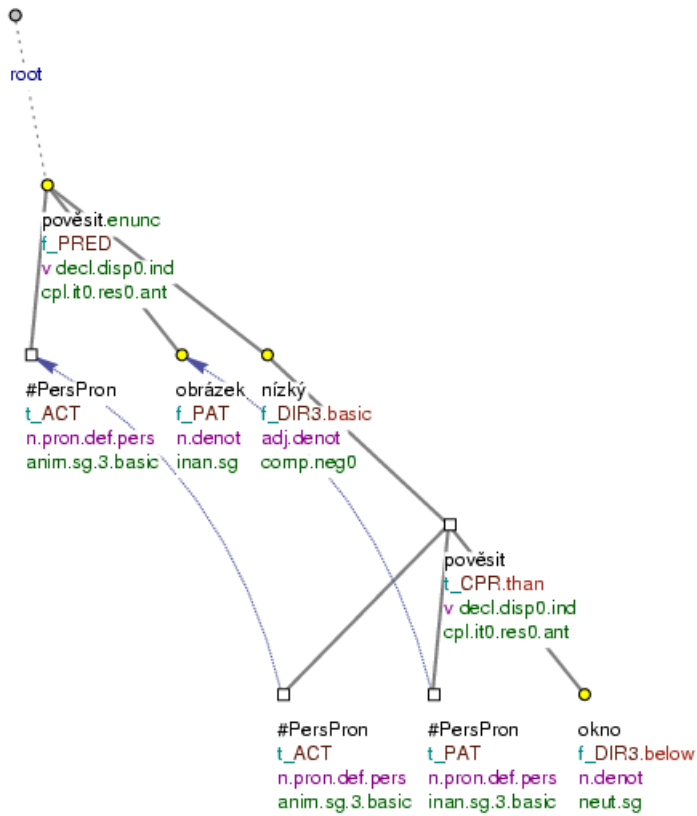 root
pověsit.enunc
f_PRED
v decl.disp0.ind
cpl.it0.res0.ant
#PersPron
t_ACT
n.pron.def.pers
anim.sg.3.basic
obrázek
f_PAT
n.denot
inan.sg
nízký
f_DIR3.basic
adj.denot
comp.neg0
pověsit
t_CPR.than
v decl.disp0.ind
cpl.it0.res0.ant
#PersPron
t_ACT
n.pron.def.pers
anim.sg.3.basic
#PersPron
t_PAT
n.pron.def.pers
inan.sg.3.basic
okno
f_DIR3.below
n.denot
neut.sg